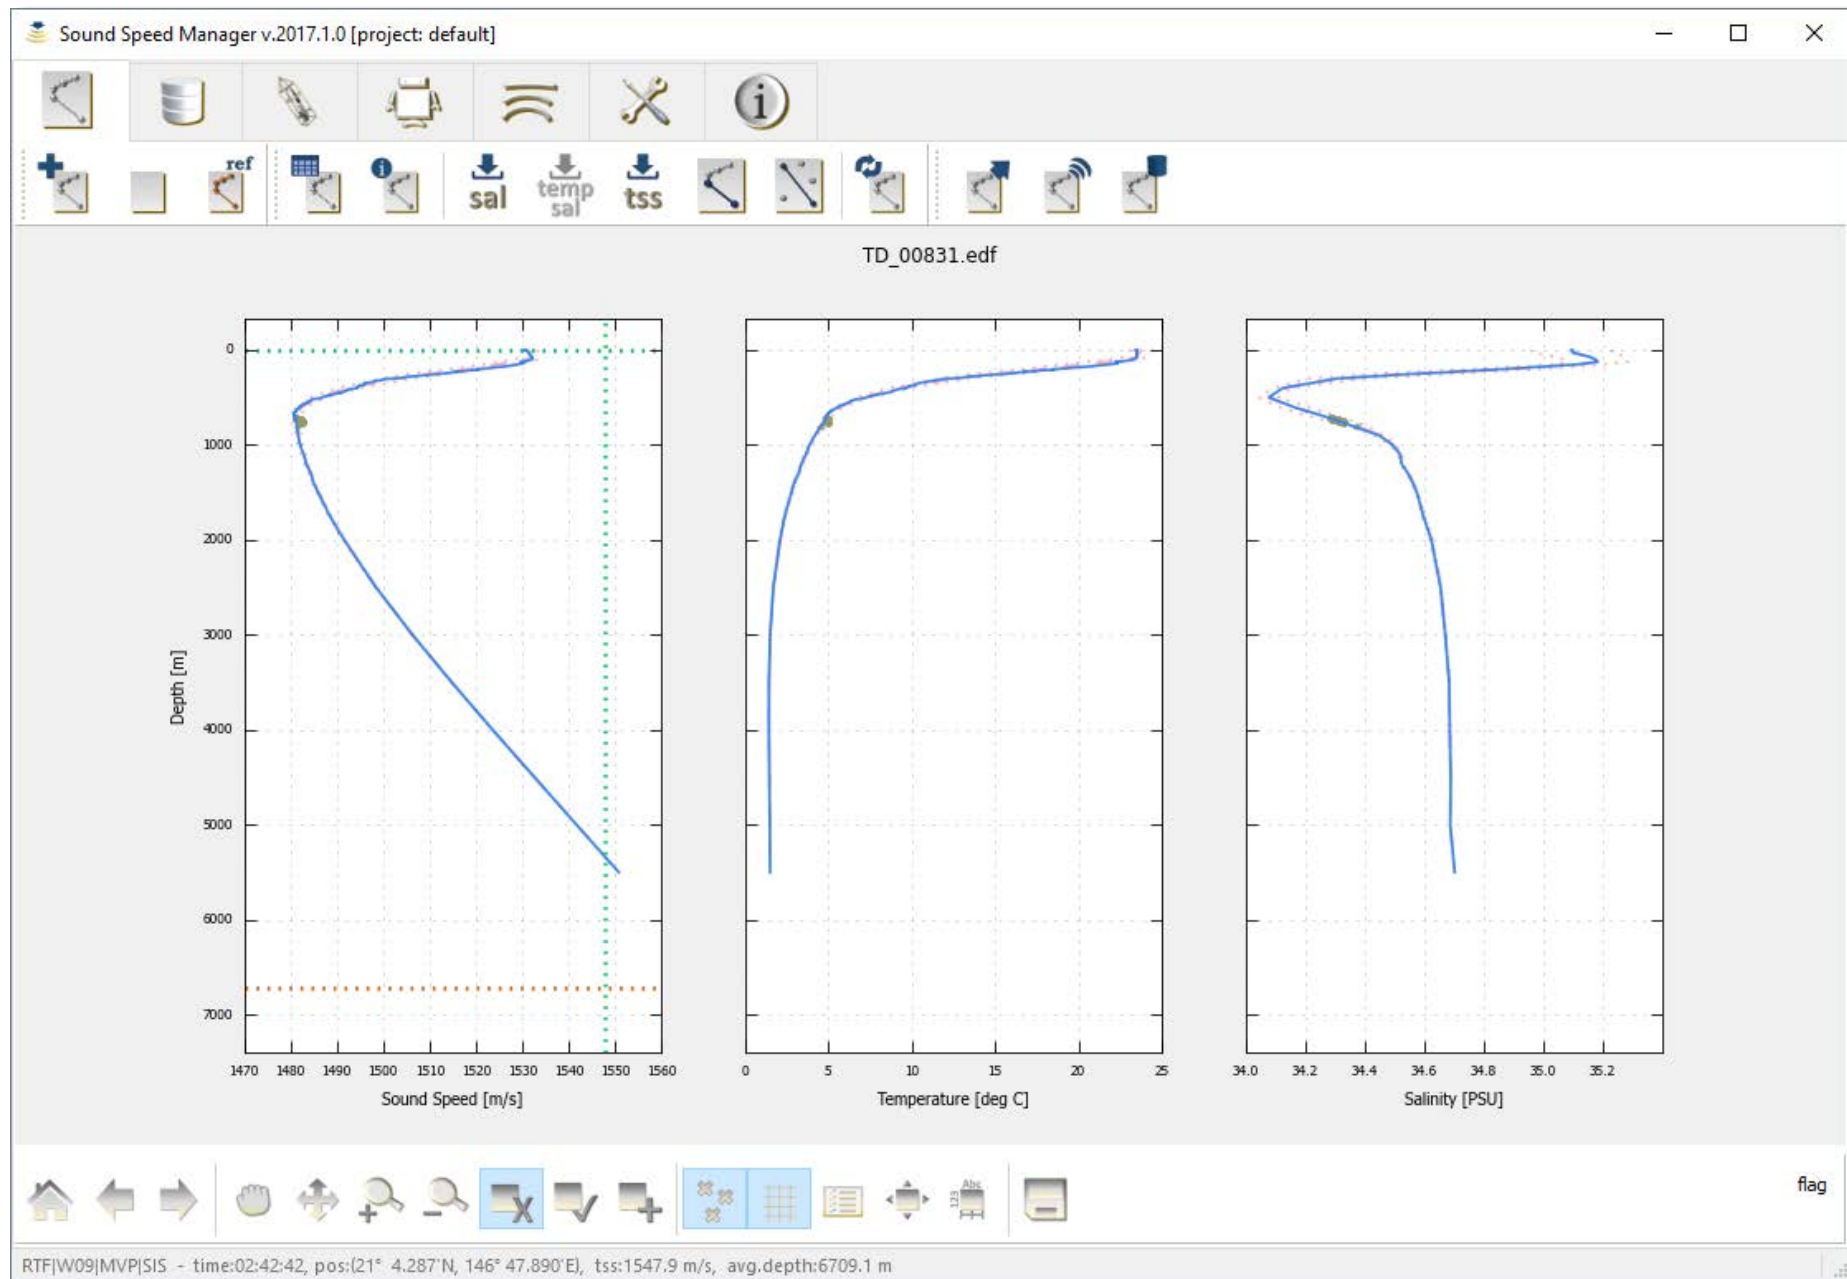 Sound Speed Manager v.2017.1.0 [project: default]
ref
sal
temp
sal
tss
TD_00831.edf
0
1000
2000
3000
4000
5000
6000
7000
Depth [m]
1470 1480 1490 1500 1510 1520 1530 1540 1550 1560
Sound Speed [m/s]
0 5 10 15 20 25
Temperature [deg C]
34.0 34.2 34.4 34.6 34.8 35.0 35.2
Salinity [PSU]
123
Abc
flag
RTF|W09|MVP|SIS - time:02:42:42, pos:(21° 4.287'N, 146° 47.890'E), tss:1547.9 m/s, avg.depth:6709.1 m